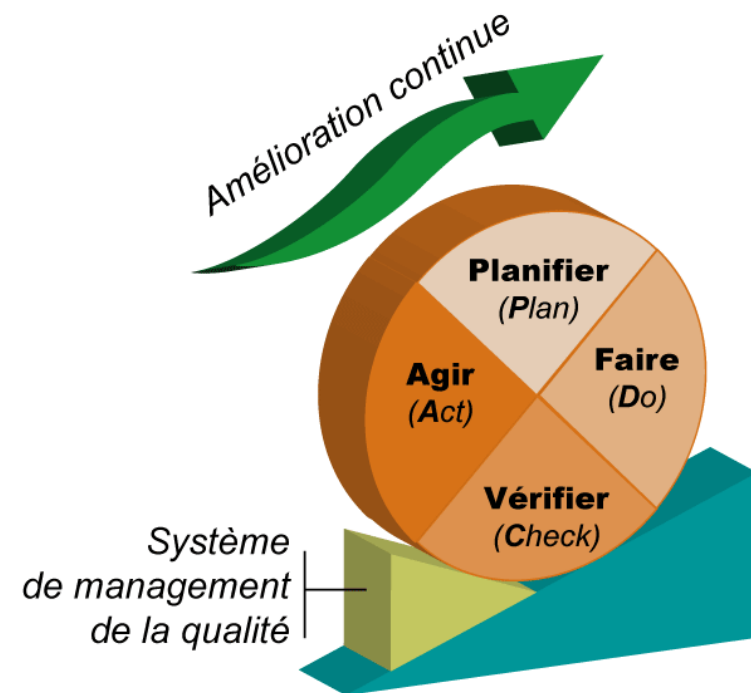 Amélioration continue
Planifier
(Plan)
Faire
(Do)
Vérifier
(Check)
Agir
(Act)
Système
de management
de la qualité